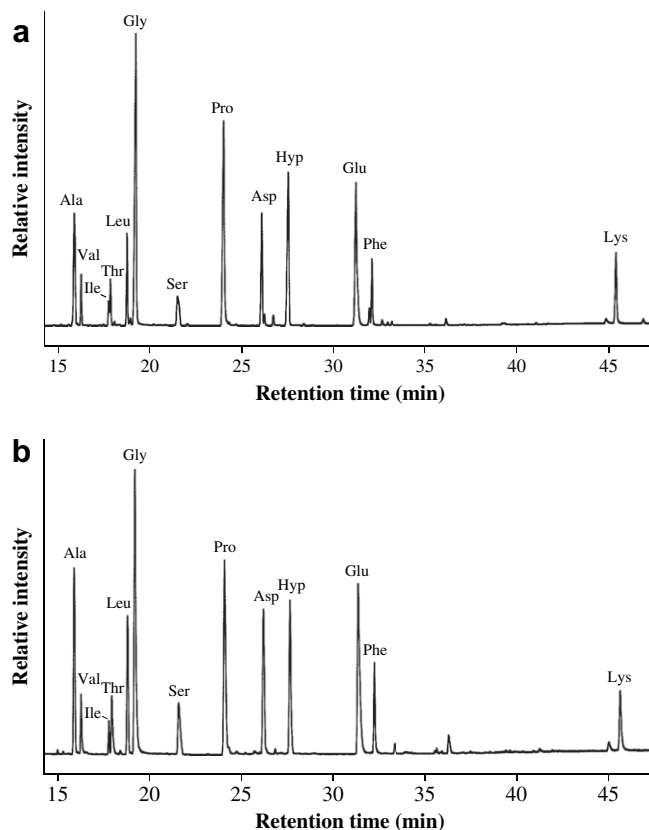 a
Gly
Pro
Hyp
Glu
Ala
Asp
Leu
Phe
Val
Thr
Lys
Ile
Ser
Relative intensity
15 20 25 30 35 40 45
Retention time (min)
b
Gly
Pro
Ala
Glu
Asp
Hyp
Leu
Phe
Val
Thr
Lys
Ser
Ile
Relative intensity
15 20 25 30 35 40 45
Retention time (min)